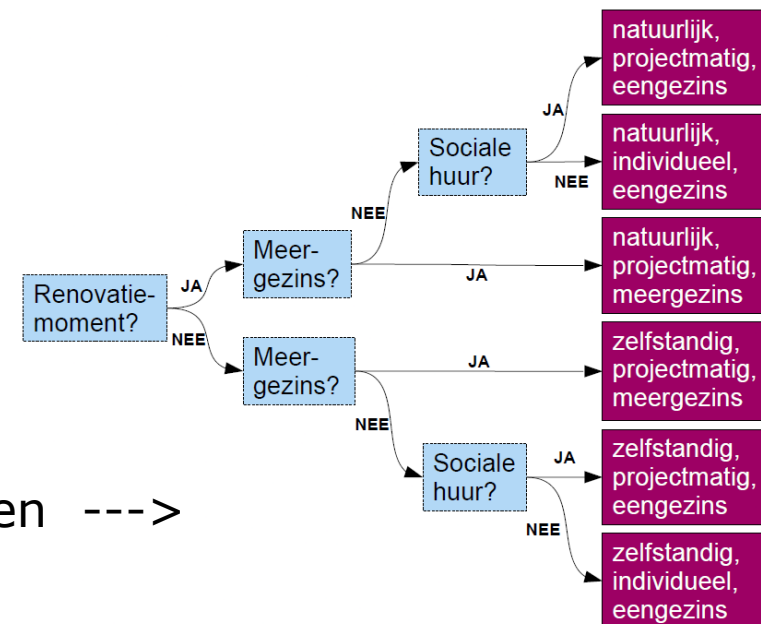 natuurlijk,
projectmatig,
eengezins
JA
Sociale
huur?
natuurlijk,
individueel,
eengezins
NEE
NEE
Meer-
gezins?
natuurlijk,
projectmatig,
meergezins
JA
JA
Renovatie-
moment?
NEE
Meer-
gezins?
JA
zelfstandig,
projectmatig,
meergezins
NEE
Sociale
huur?
JA
zelfstandig,
projectmatig,
eengezins
en --->
NEE
zelfstandig,
individueel,
eengezins